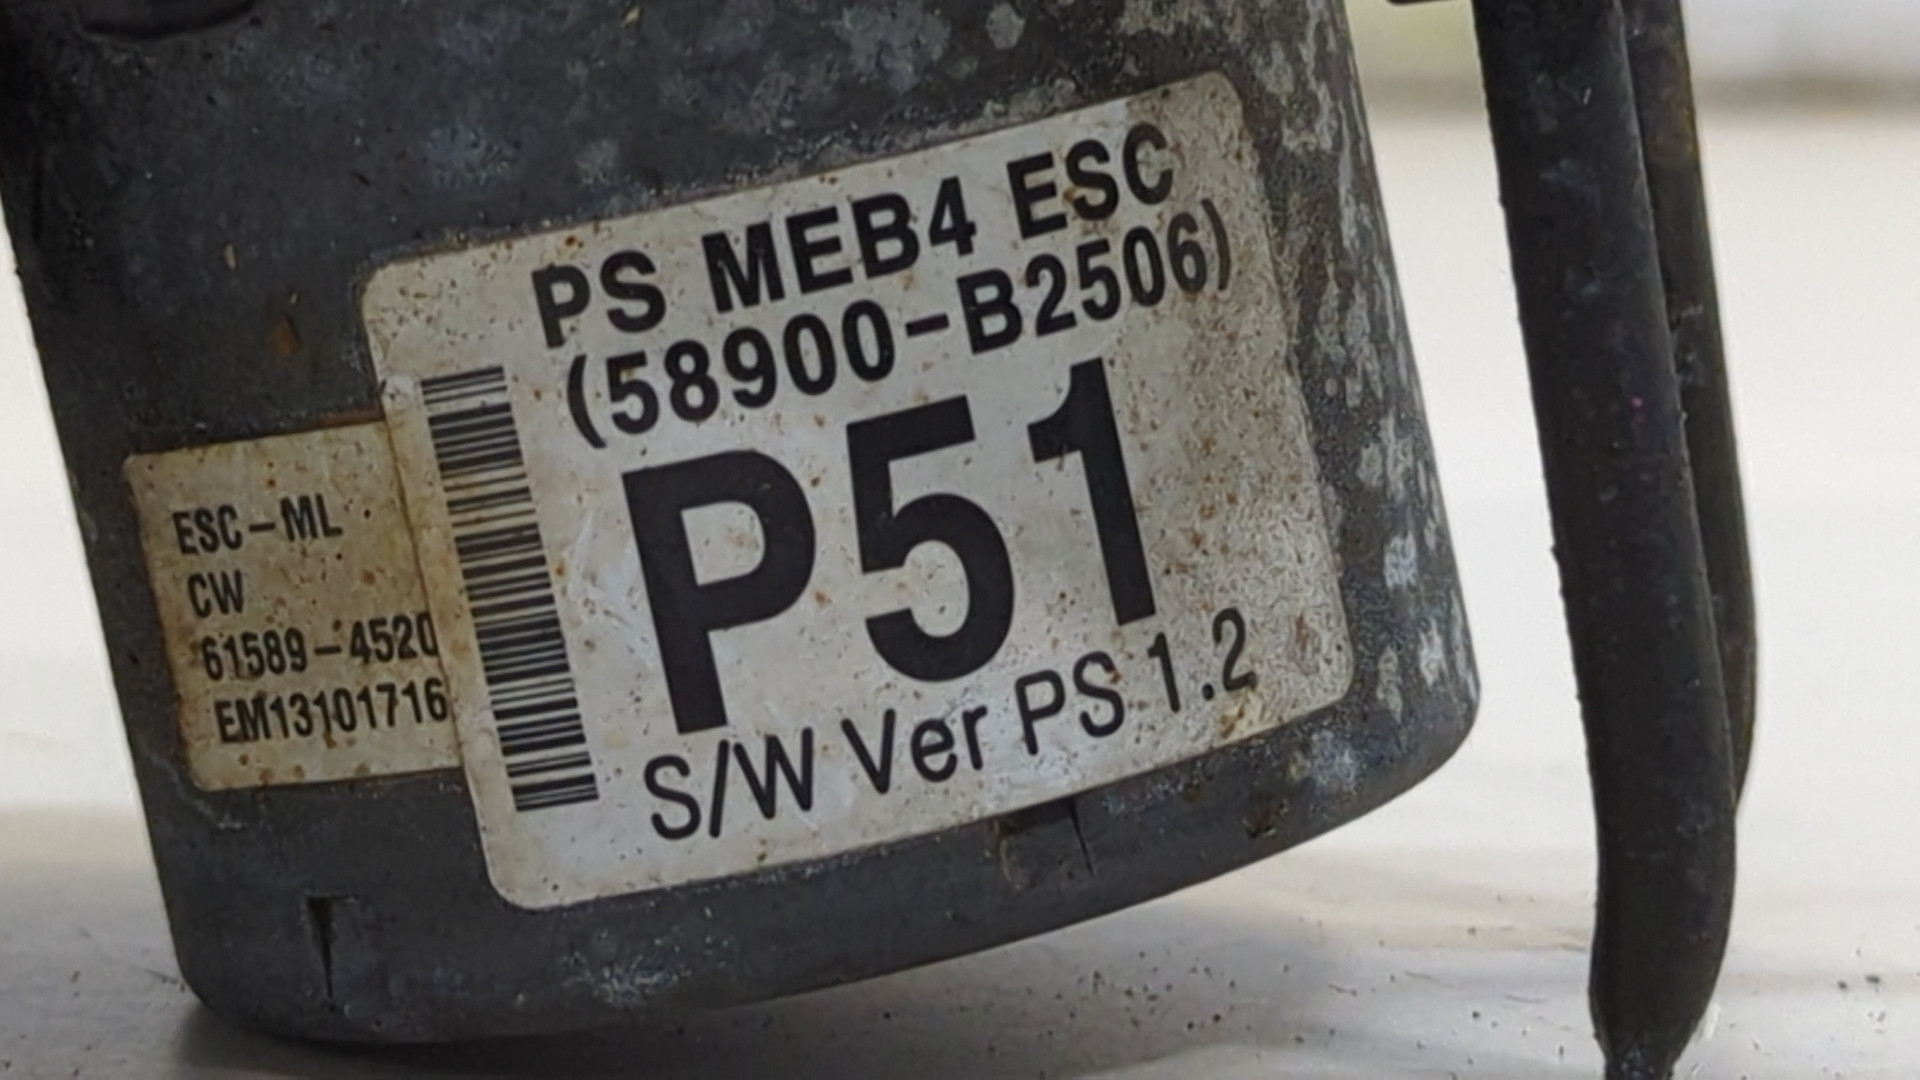 PS MEB4 ESC
(58900-B2506)
P51
S/W Ver PS 1.2
ESC-ML
CW
61589-4520
EM13101716